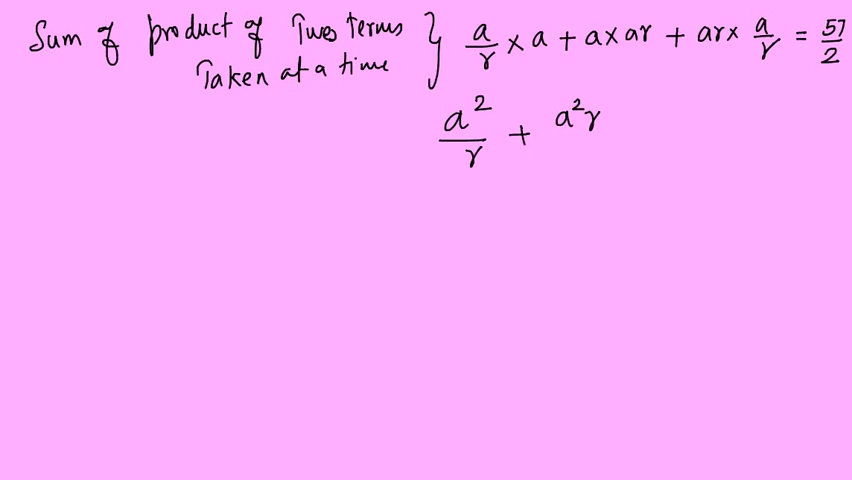 Sum of product of Two terms } a/r × a + a × ar + ar × a/r = 57/2
Taken at a time
a²/r + a²r